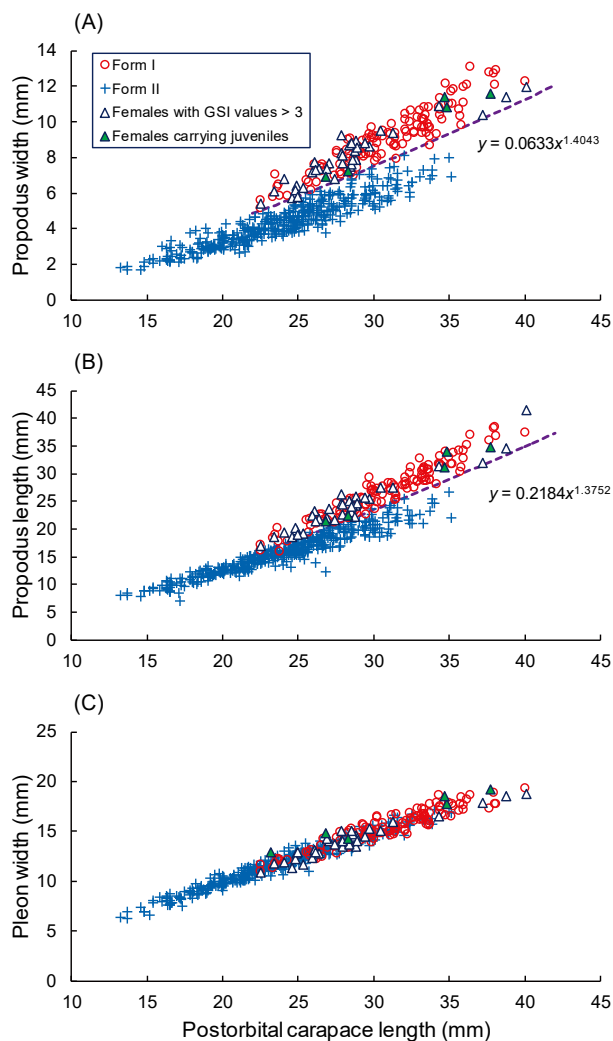 (A)
14
12
10
8
6
4
2
0
Propodus width (mm)
Form I
Form II
Females with GSI values > 3
Females carrying juveniles
y = 0.0633x^1.4043
10 15 20 25 30 35 40 45
(B)
45
40
35
30
25
20
15
10
5
0
Propodus length (mm)
y = 0.2184x^1.3752
10 15 20 25 30 35 40 45
(C)
25
20
15
10
5
0
Pleon width (mm)
10 15 20 25 30 35 40 45
Postorbital carapace length (mm)